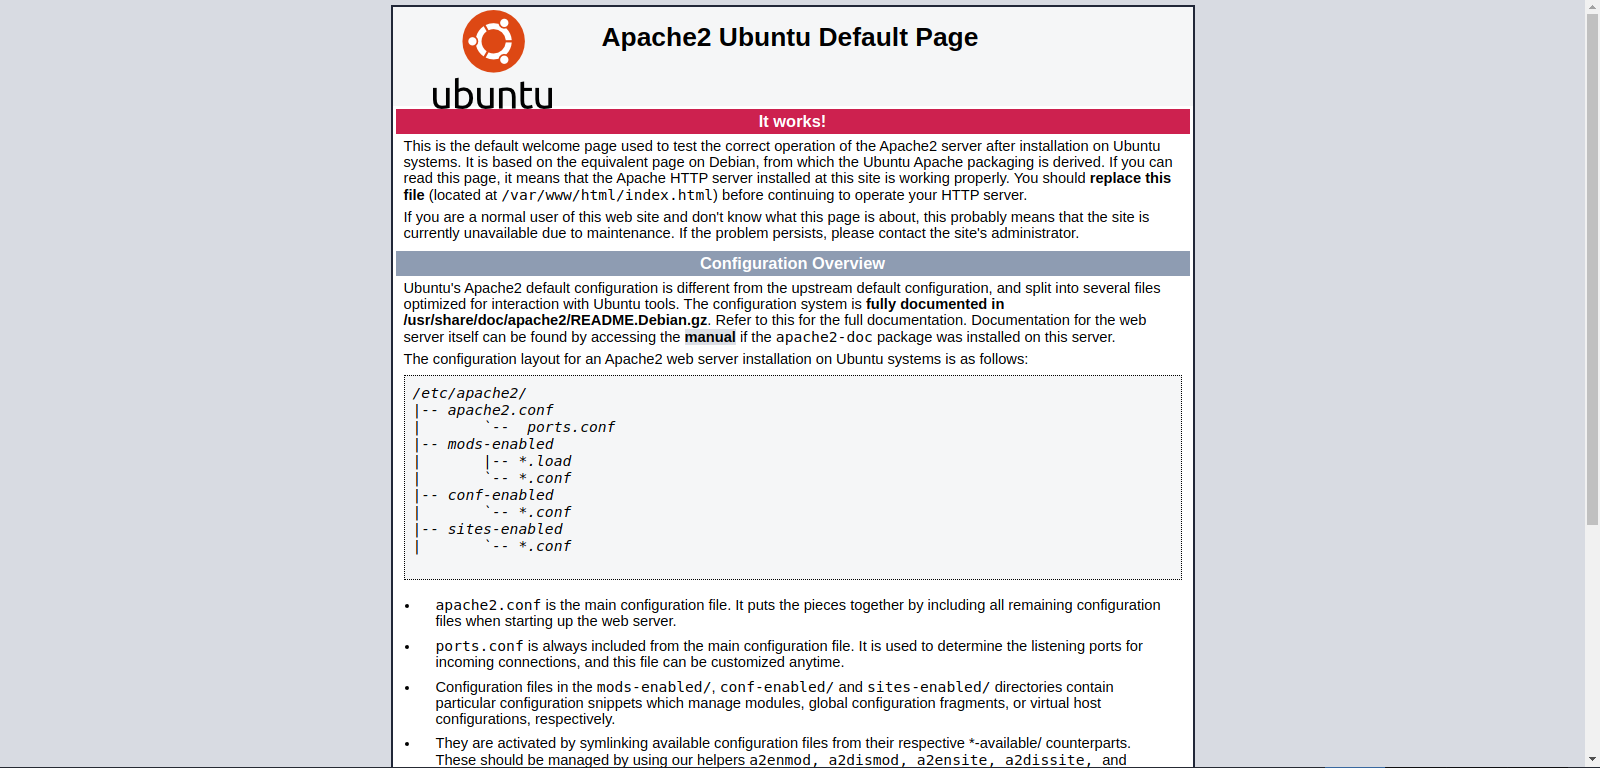 ubuntu
Apache2 Ubuntu Default Page
It works!
This is the default welcome page used to test the correct operation of the Apache2 server after installation on Ubuntu
systems. It is based on the equivalent page on Debian, from which the Ubuntu Apache packaging is derived. If you can
read this page, it means that the Apache HTTP server installed at this site is working properly. You should replace this
file (located at /var/www/html/index.html) before continuing to operate your HTTP server.
If you are a normal user of this web site and don't know what this page is about, this probably means that the site is
currently unavailable due to maintenance. If the problem persists, please contact the site's administrator.
Configuration Overview
Ubuntu's Apache2 default configuration is different from the upstream default configuration, and split into several files
optimized for interaction with Ubuntu tools. The configuration system is fully documented in
/usr/share/doc/apache2/README.Debian.gz. Refer to this for the full documentation. Documentation for the web
server itself can be found by accessing the manual if the apache2-doc package was installed on this server.
The configuration layout for an Apache2 web server installation on Ubuntu systems is as follows:
/etc/apache2/
|-- apache2.conf
|       `--  ports.conf
|-- mods-enabled
|       |-- *.load
|       `-- *.conf
|-- conf-enabled
|       `-- *.conf
|-- sites-enabled
|       `-- *.conf
• apache2.conf is the main configuration file. It puts the pieces together by including all remaining configuration
files when starting up the web server.
• ports.conf is always included from the main configuration file. It is used to determine the listening ports for
incoming connections, and this file can be customized anytime.
• Configuration files in the mods-enabled/, conf-enabled/ and sites-enabled/ directories contain
particular configuration snippets which manage modules, global configuration fragments, or virtual host
configurations, respectively.
• They are activated by symlinking available configuration files from their respective *-available/ counterparts.
These should be managed by using our helpers a2enmod, a2dismod, a2ensite, a2dissite, and